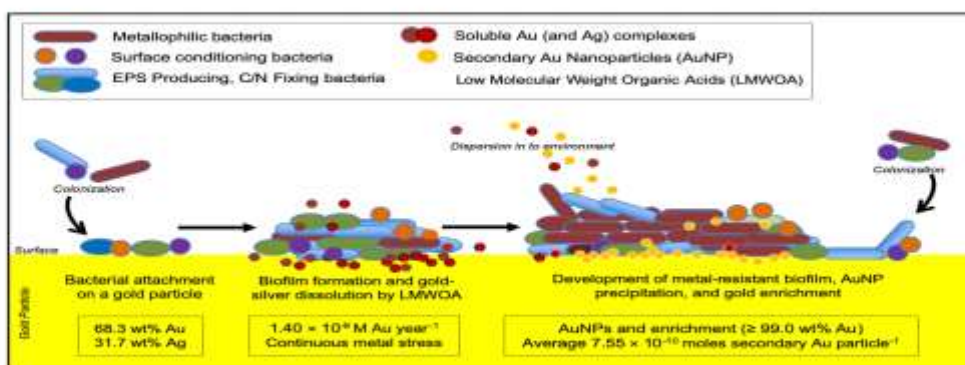 Metallophilic bacteria
Surface conditioning bacteria
EPS Producing, C/N Fixing bacteria
Soluble Au (and Ag) complexes
Secondary Au Nanoparticles (AuNP)
Low Molecular Weight Organic Acids (LMWOA)
Dispersion in to environment
Colonization
Colonization
Surface
Gold Particle
Bacterial attachment
on a gold particle
68.3 wt% Au
31.7 wt% Ag
Biofilm formation and gold-
silver dissolution by LMWOA
M Au year⁻¹
Continuous metal stress
Development of metal-resistant biofilm, AuNP
precipitation, and gold enrichment
AuNPs and enrichment (≥ 99.0 wt% Au)
Average 7.55 × 10⁻¹⁰ moles secondary Au particle⁻¹